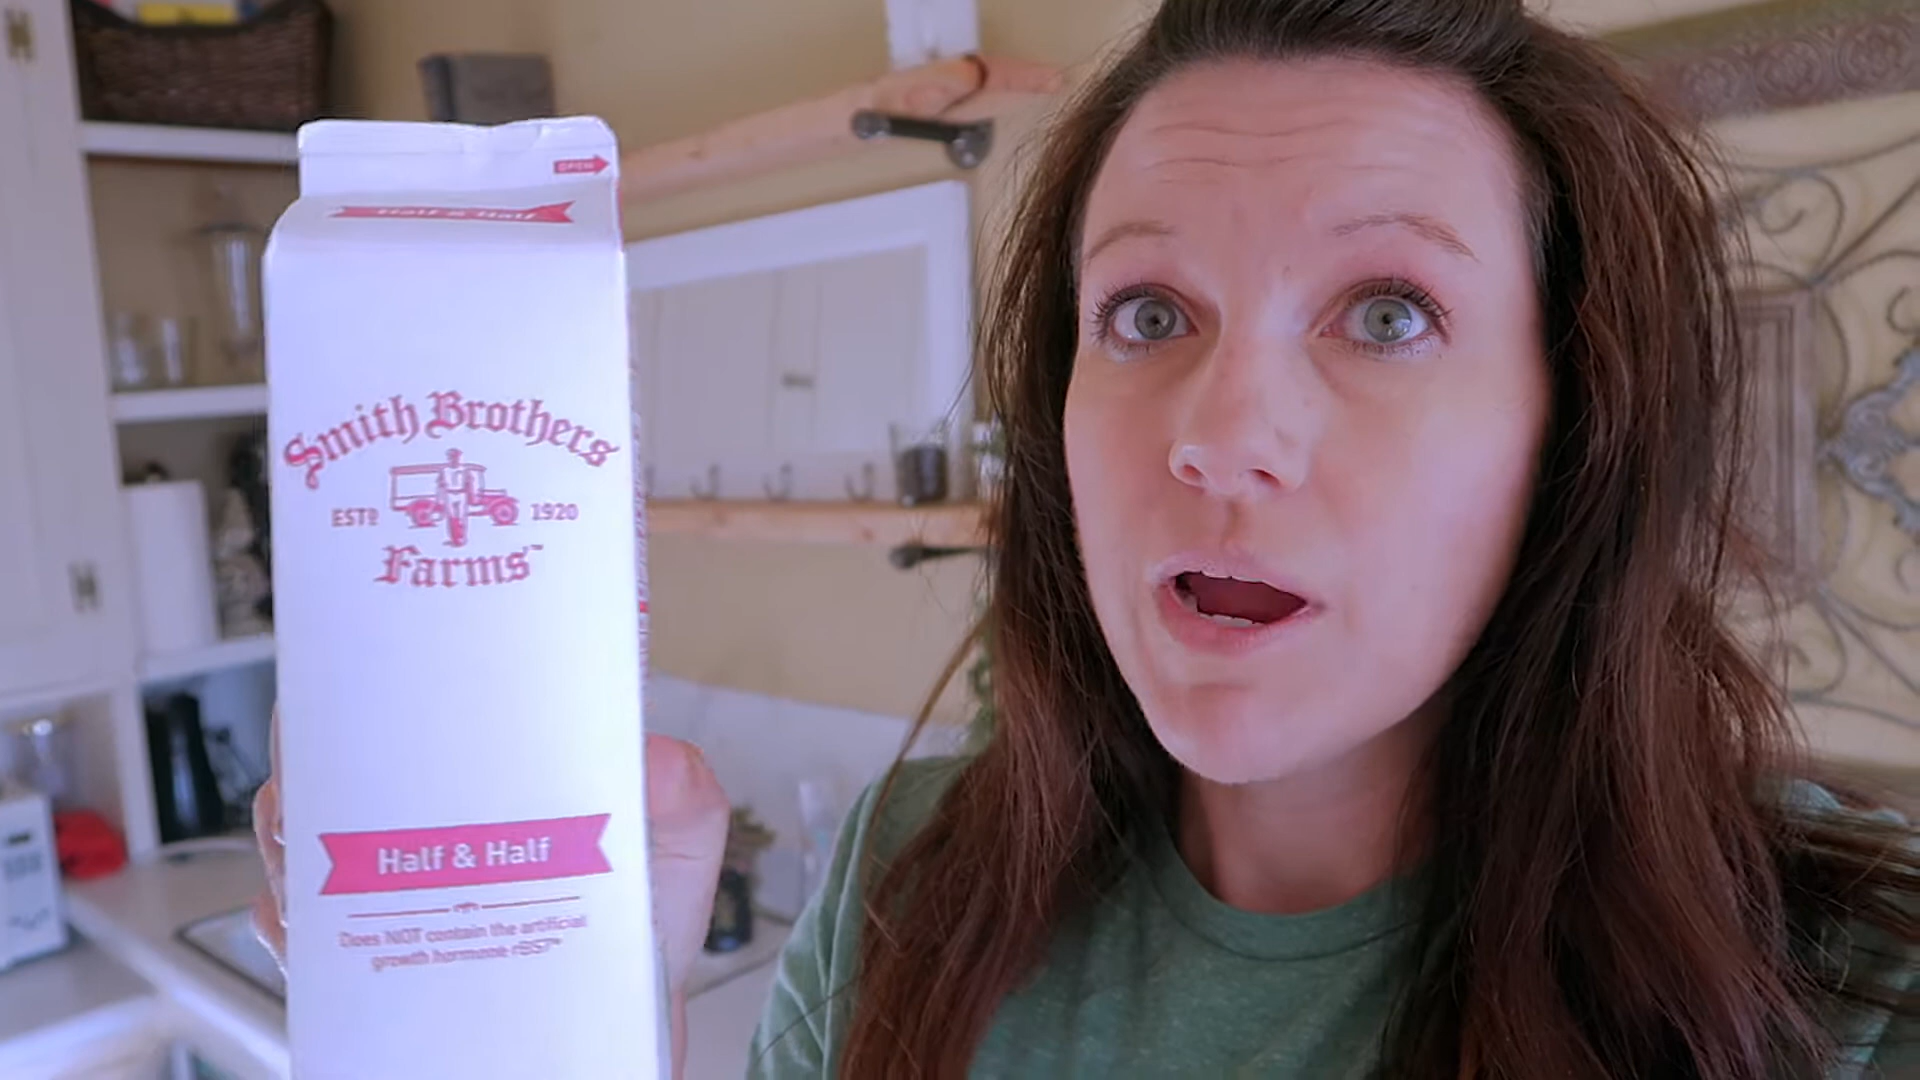 OPEN
Half & Half
Smith Brothers
ESTD 1920
Farms™
Half & Half
Does NOT contain the artificial
growth hormone rBST*